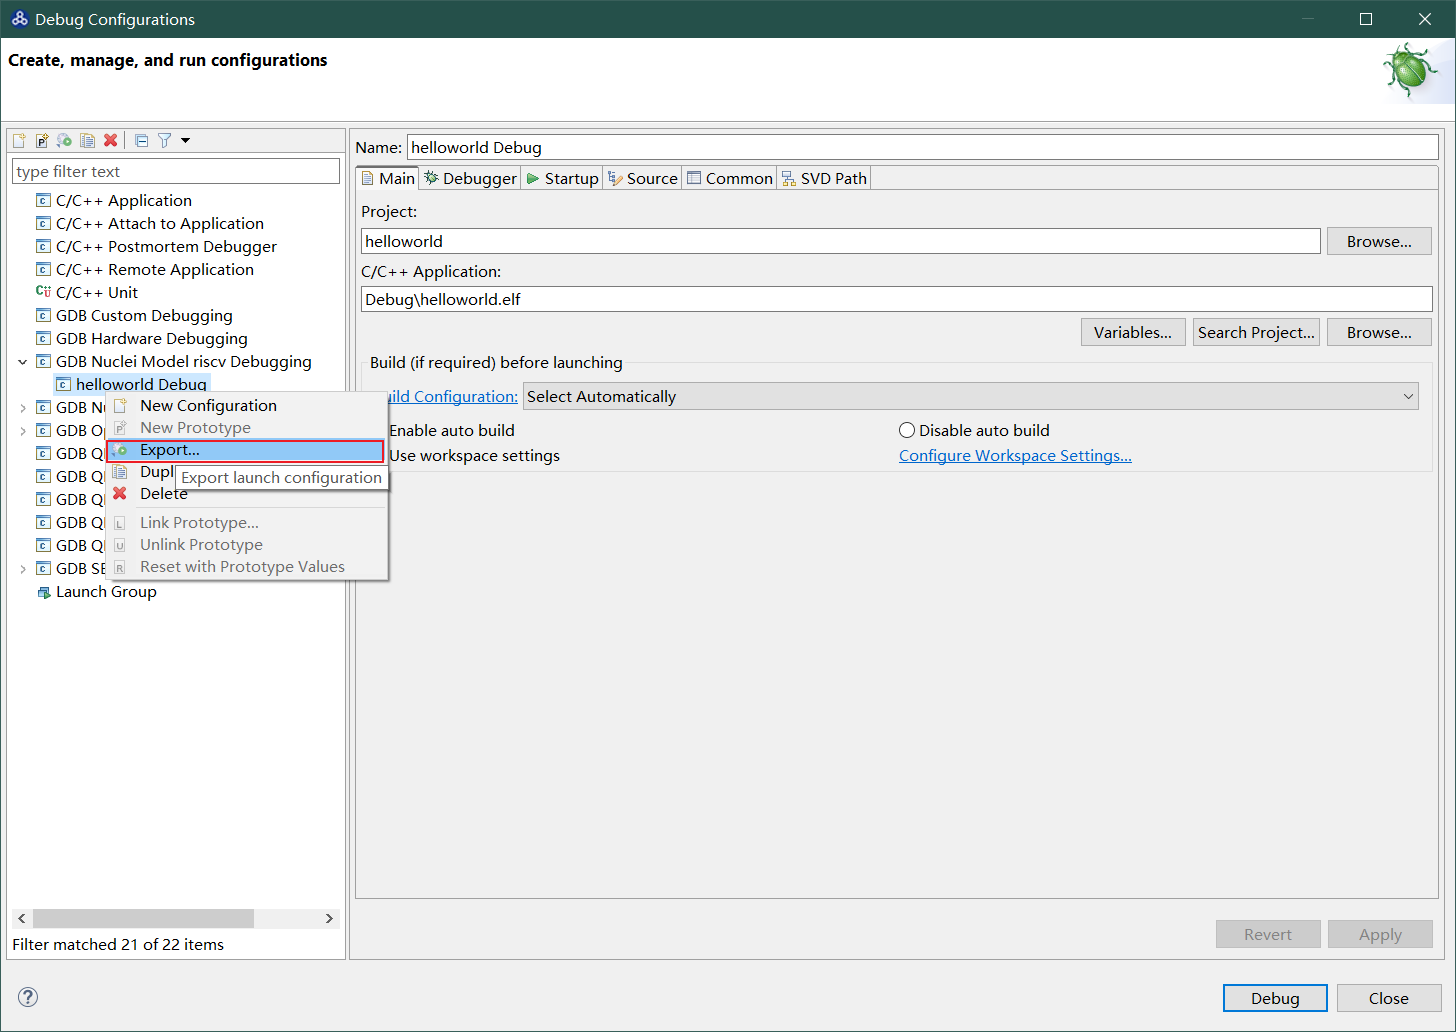 Debug Configurations
Create, manage, and run configurations
type filter text
C/C++ Application
C/C++ Attach to Application
C/C++ Postmortem Debugger
C/C++ Remote Application
C/C++ Unit
GDB Custom Debugging
GDB Hardware Debugging
GDB Nuclei Model riscv Debugging
helloworld Debug
GDB
GDB
GDB
GDB
GDB
GDB
GDB
GDB SE
Launch Group
New Configuration
New Prototype
Export...
Dupl
Export launch configuration
Delete
Link Prototype...
Unlink Prototype
Reset with Prototype Values
Filter matched 21 of 22 items
Name: helloworld Debug
Main Debugger Startup Source Common SVD Path
Project:
helloworld Browse...
C/C++ Application:
Debug\helloworld.elf
Variables... Search Project... Browse...
Build (if required) before launching
ild Configuration: Select Automatically
Enable auto build Disable auto build
Use workspace settings Configure Workspace Settings...
Revert Apply
Debug Close